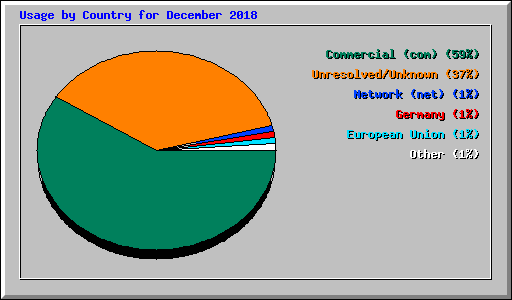 Usage by Country for December 2018
Commercial (com) (59%)
Unresolved/Unknown (37%)
Network (net) (1%)
Germany (1%)
European Union (1%)
Other (1%)